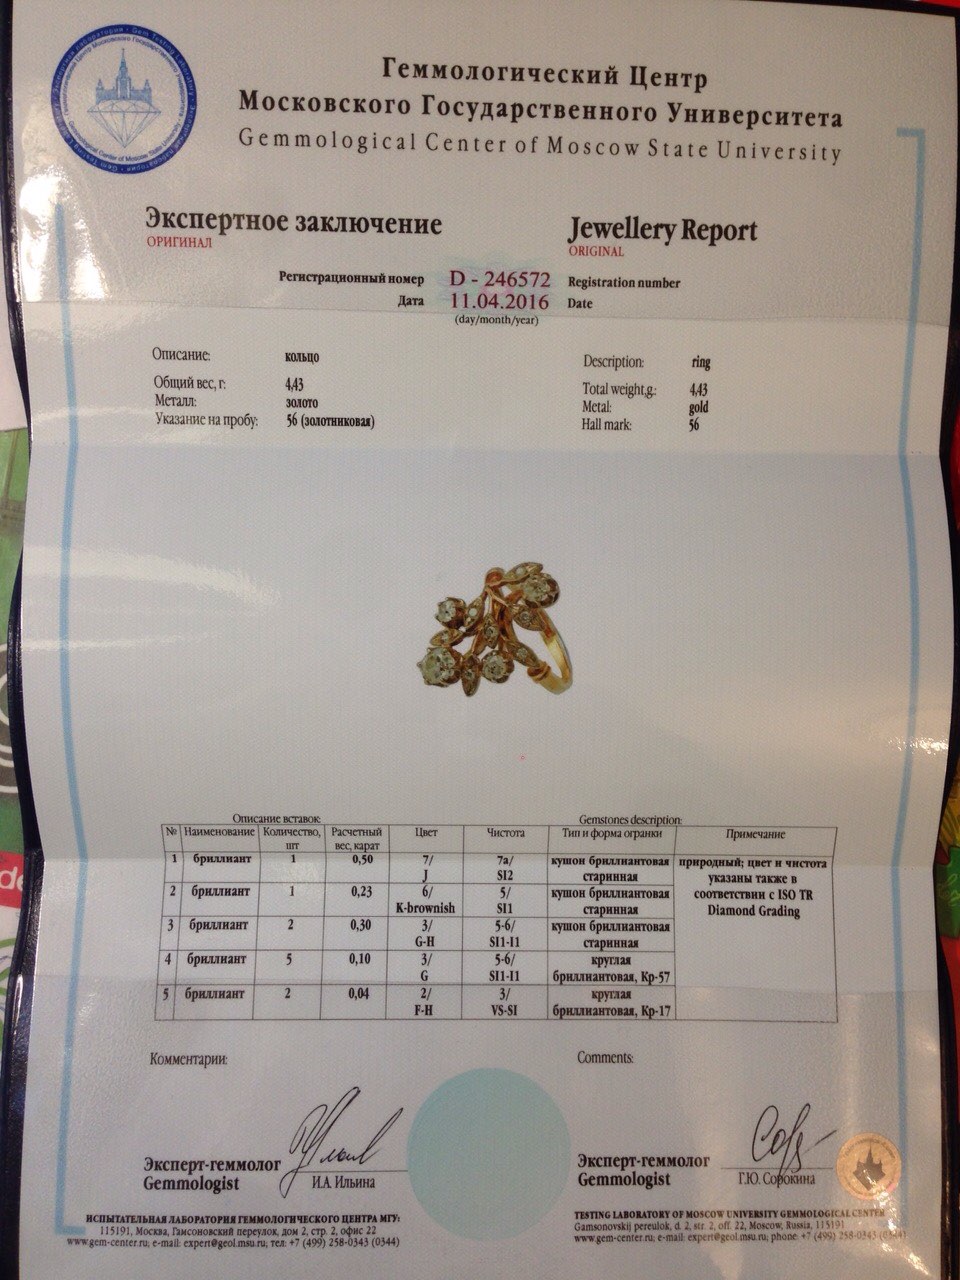 Геммологический Центр
Московского Государственного Университета
Gemmological Center of Moscow State University
Экспертное заключение
ОРИГИНАЛ
Jewellery Report
ORIGINAL
Регистрационный номер D - 246572 Registration number
Дата 11.04.2016 Date
(day/month/year)
Описание: кольцо
Общий вес, г: 4,43
Металл: золото
Указание на пробу: 56 (золотниковая)
Description: ring
Total weight,g.: 4,43
Metal: gold
Hall mark: 56
Описание вставок: Gemstones description:
№ Наименование Количество, шт Расчетный вес, карат Цвет Чистота Тип и форма огранки Примечание
1 бриллиант 1 0,50 7/ J 7а/ SI2 кушон бриллиантовая старинная
2 бриллиант 1 0,23 6/ K-brownish 5/ SI1 кушон бриллиантовая старинная
3 бриллиант 2 0,30 3/ G-H 5-6/ SI1-I1 кушон бриллиантовая старинная
4 бриллиант 5 0,10 3/ G 5-6/ SI1-I1 круглая бриллиантовая, Кр-57
5 бриллиант 2 0,04 2/ F-H 3/ VS-SI круглая бриллиантовая, Кр-17
природный; цвет и чистота
указаны также в
соответствии с ISO TR
Diamond Grading
Комментарии: Comments:
Эксперт-геммолог
Gemmologist И.А. Ильина
Эксперт-геммолог
Gemmologist Г.Ю. Сорокина
ИСПЫТАТЕЛЬНАЯ ЛАБОРАТОРИЯ ГЕММОЛОГИЧЕСКОГО ЦЕНТРА МГУ:
115191, Москва, Гамсоновский переулок, дом 2, стр. 2, офис 22
www.gem-center.ru; e-mail: expert@geol.msu.ru; тел: +7 (499) 258-0343 (0344)
TESTING LABORATORY OF MOSCOW UNIVERSITY GEMMOLOGICAL CENTER
Gamsonovskij pereulok, d. 2, str. 2, off. 22, Moscow, Russia, 115191
www.gem-center.ru; e-mail: expert@geol.msu.ru; phone: +7 (499) 258-0343 (0344)